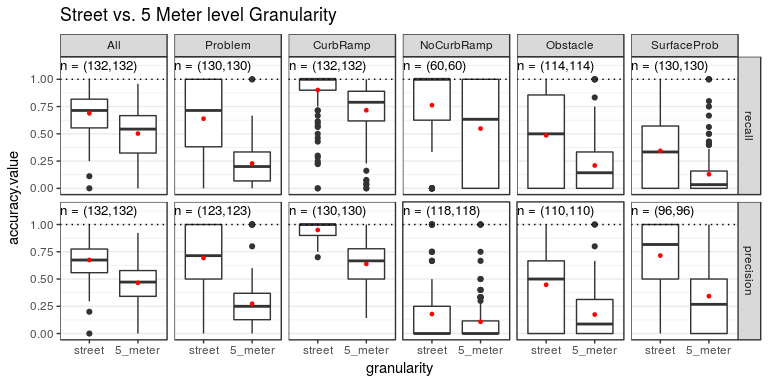 Street vs. 5 Meter level Granularity
All Problem CurbRamp NoCurbRamp Obstacle SurfaceProb
n = (132,132) n = (130,130) n = (132,132) n = (60,60) n = (114,114) n = (130,130)
1.00
0.75
0.50
0.25
0.00
recall
n = (132,132) n = (123,123) n = (130,130) n = (118,118) n = (110,110) n = (96,96)
1.00
0.75
0.50
0.25
0.00
precision
accuracy.value
street 5_meter street 5_meter street 5_meter street 5_meter street 5_meter street 5_meter
granularity